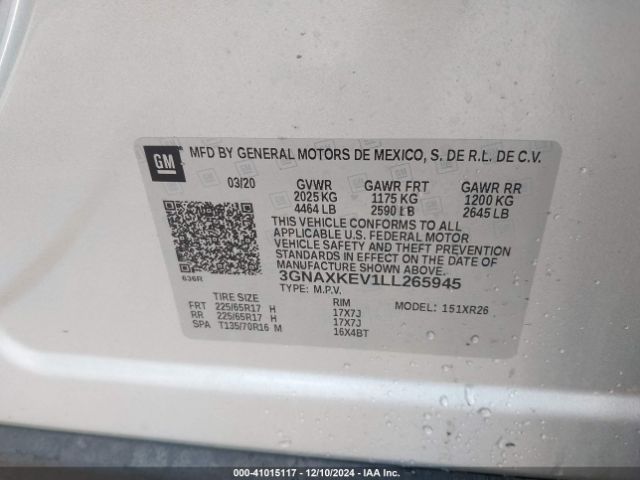 GM MFD BY GENERAL MOTORS DE MEXICO, S. DE R.L. DE C.V.
03/20 GVWR GAWR FRT GAWR RR
2025 KG 1175 KG 1200 KG
4464 LB 2590 LB 2645 LB
THIS VEHICLE CONFORMS TO ALL
APPLICABLE U.S. FEDERAL MOTOR
VEHICLE SAFETY AND THEFT PREVENTION
STANDARDS IN EFFECT ON THE DATE OF
MANUFACTURE SHOWN ABOVE.
3GNAXKEV1LL265945
636R TYPE: M.P.V.
TIRE SIZE RIM MODEL: 151XR26
FRT 225/65R17 H 17X7J
RR 225/65R17 H 17X7J
SPA T135/70R16 M 16X4BT
000-41015117 - 12/10/2024 - IAA Inc.